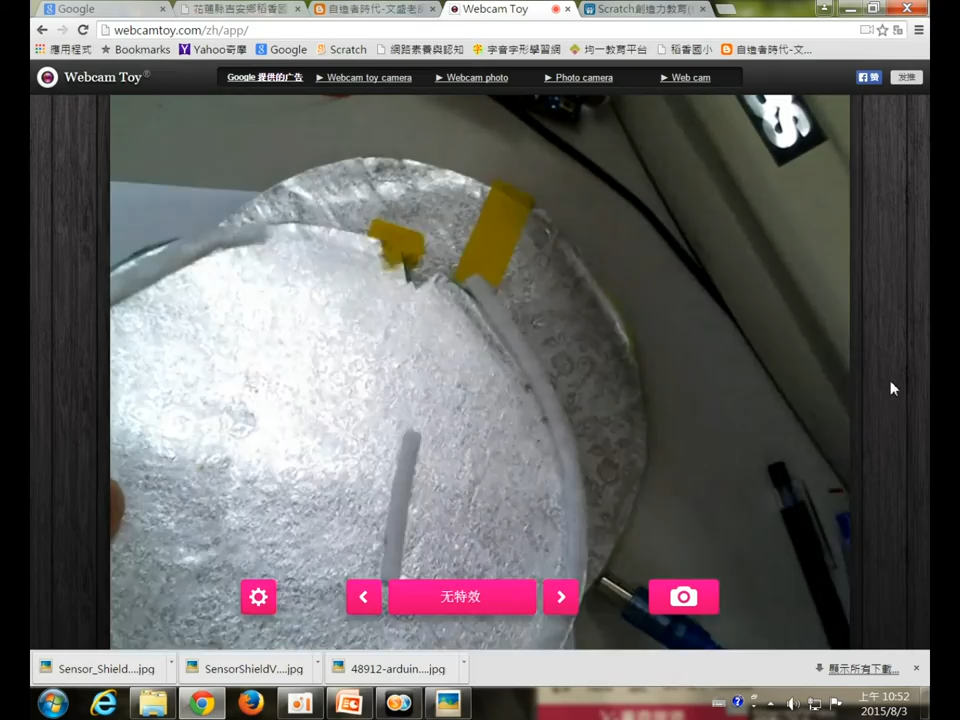 Google
花蓮縣吉安鄉稻香國
自造者時代-文盛老師
Webcam Toy
Scratch創造力教育(
webcamtoy.com/zh/app/
應用程式
Bookmarks
Yahoo奇摩
Google
Scratch
網路素養與認知
字音字形學習網
均一教育平台
稻香國小
自造者時代-文...
Webcam Toy®
Google 提供的广告
▶ Webcam toy camera
▶ Webcam photo
▶ Photo camera
▶ Web cam
赞
发推
无特效
Sensor_Shield....jpg
SensorShieldV....jpg
48912-arduin....jpg
顯示所有下載...
上午 10:52
2015/8/3